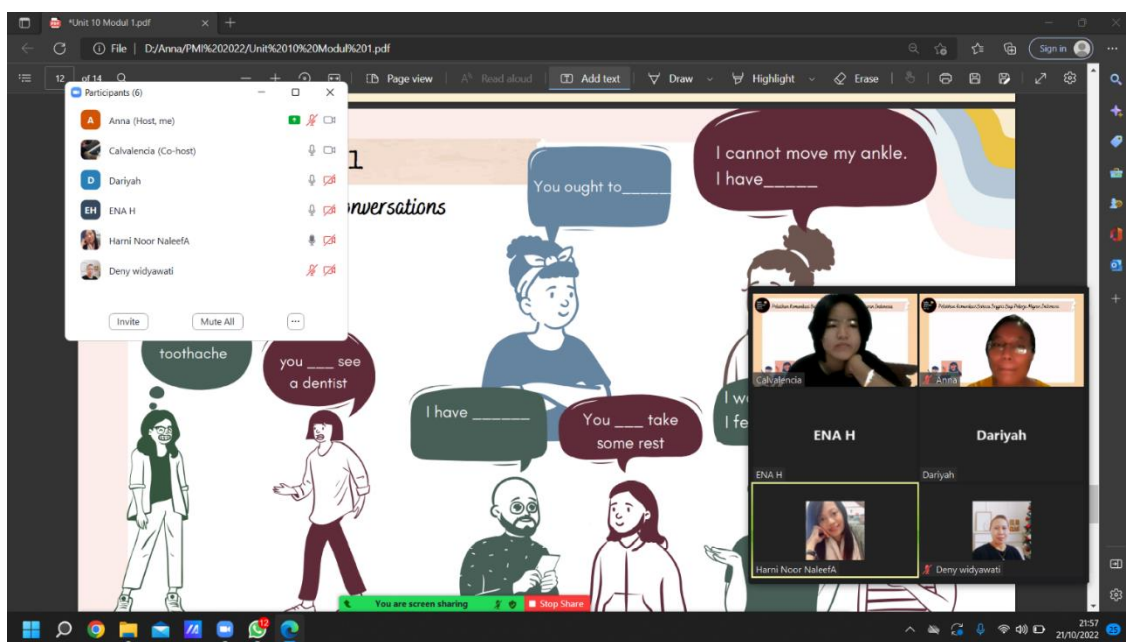 *Unit 10 Modul 1.pdf
File | D:/Anna/PMI%202022/Unit%2010%20Modul%201.pdf
Sign in
12 of 14
Page view
Read aloud
Add text
Draw
Highlight
Erase
Participants (6)
A Anna (Host, me)
Calvalencia (Co-host)
D Dariyah
EH ENA H
Harni Noor NaleefA
Deny widyawati
Invite
Mute All
1
nversations
You ought to_____
I cannot move my ankle.
I have_____
toothache
you ___ see
a dentist
I have ______
You ___ take
some rest
I w
I fe
Calvalencia
Anna
ENA H
ENA H
Dariyah
Dariyah
Harni Noor NaleefA
Deny widyawati
You are screen sharing
Stop Share
21:57
21/10/2022